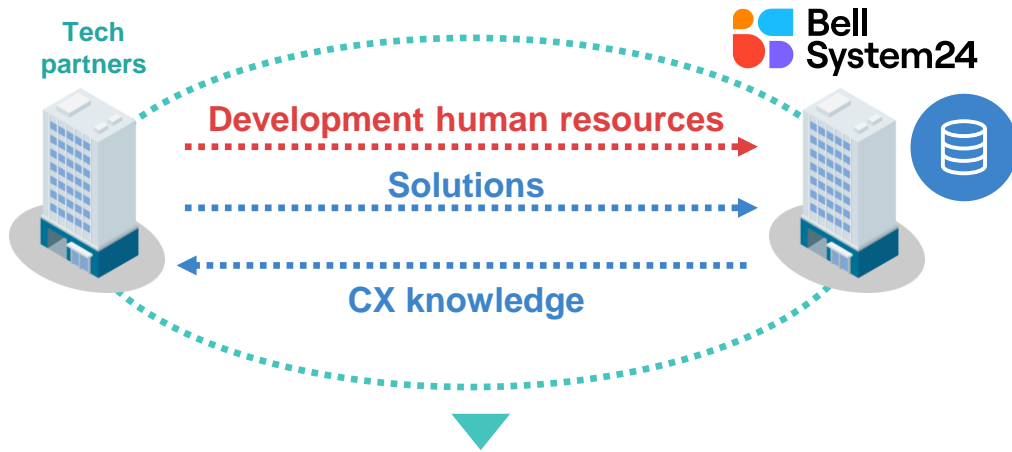 Tech
partners
Bell
System24
Development human resources
Solutions
CX knowledge